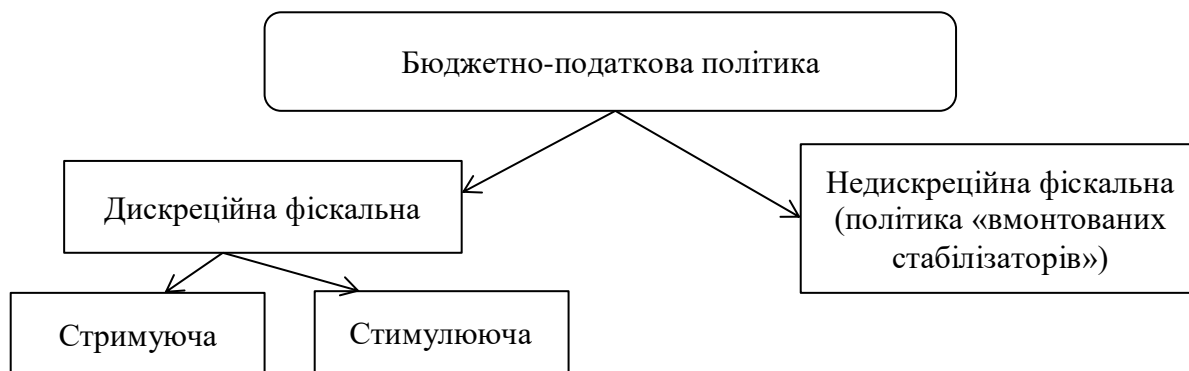 Бюджетно-податкова політика
Дискреційна фіскальна
Недискреційна фіскальна
(політика «вмонтованих
стабілізаторів»)
Стримуюча
Стимулююча